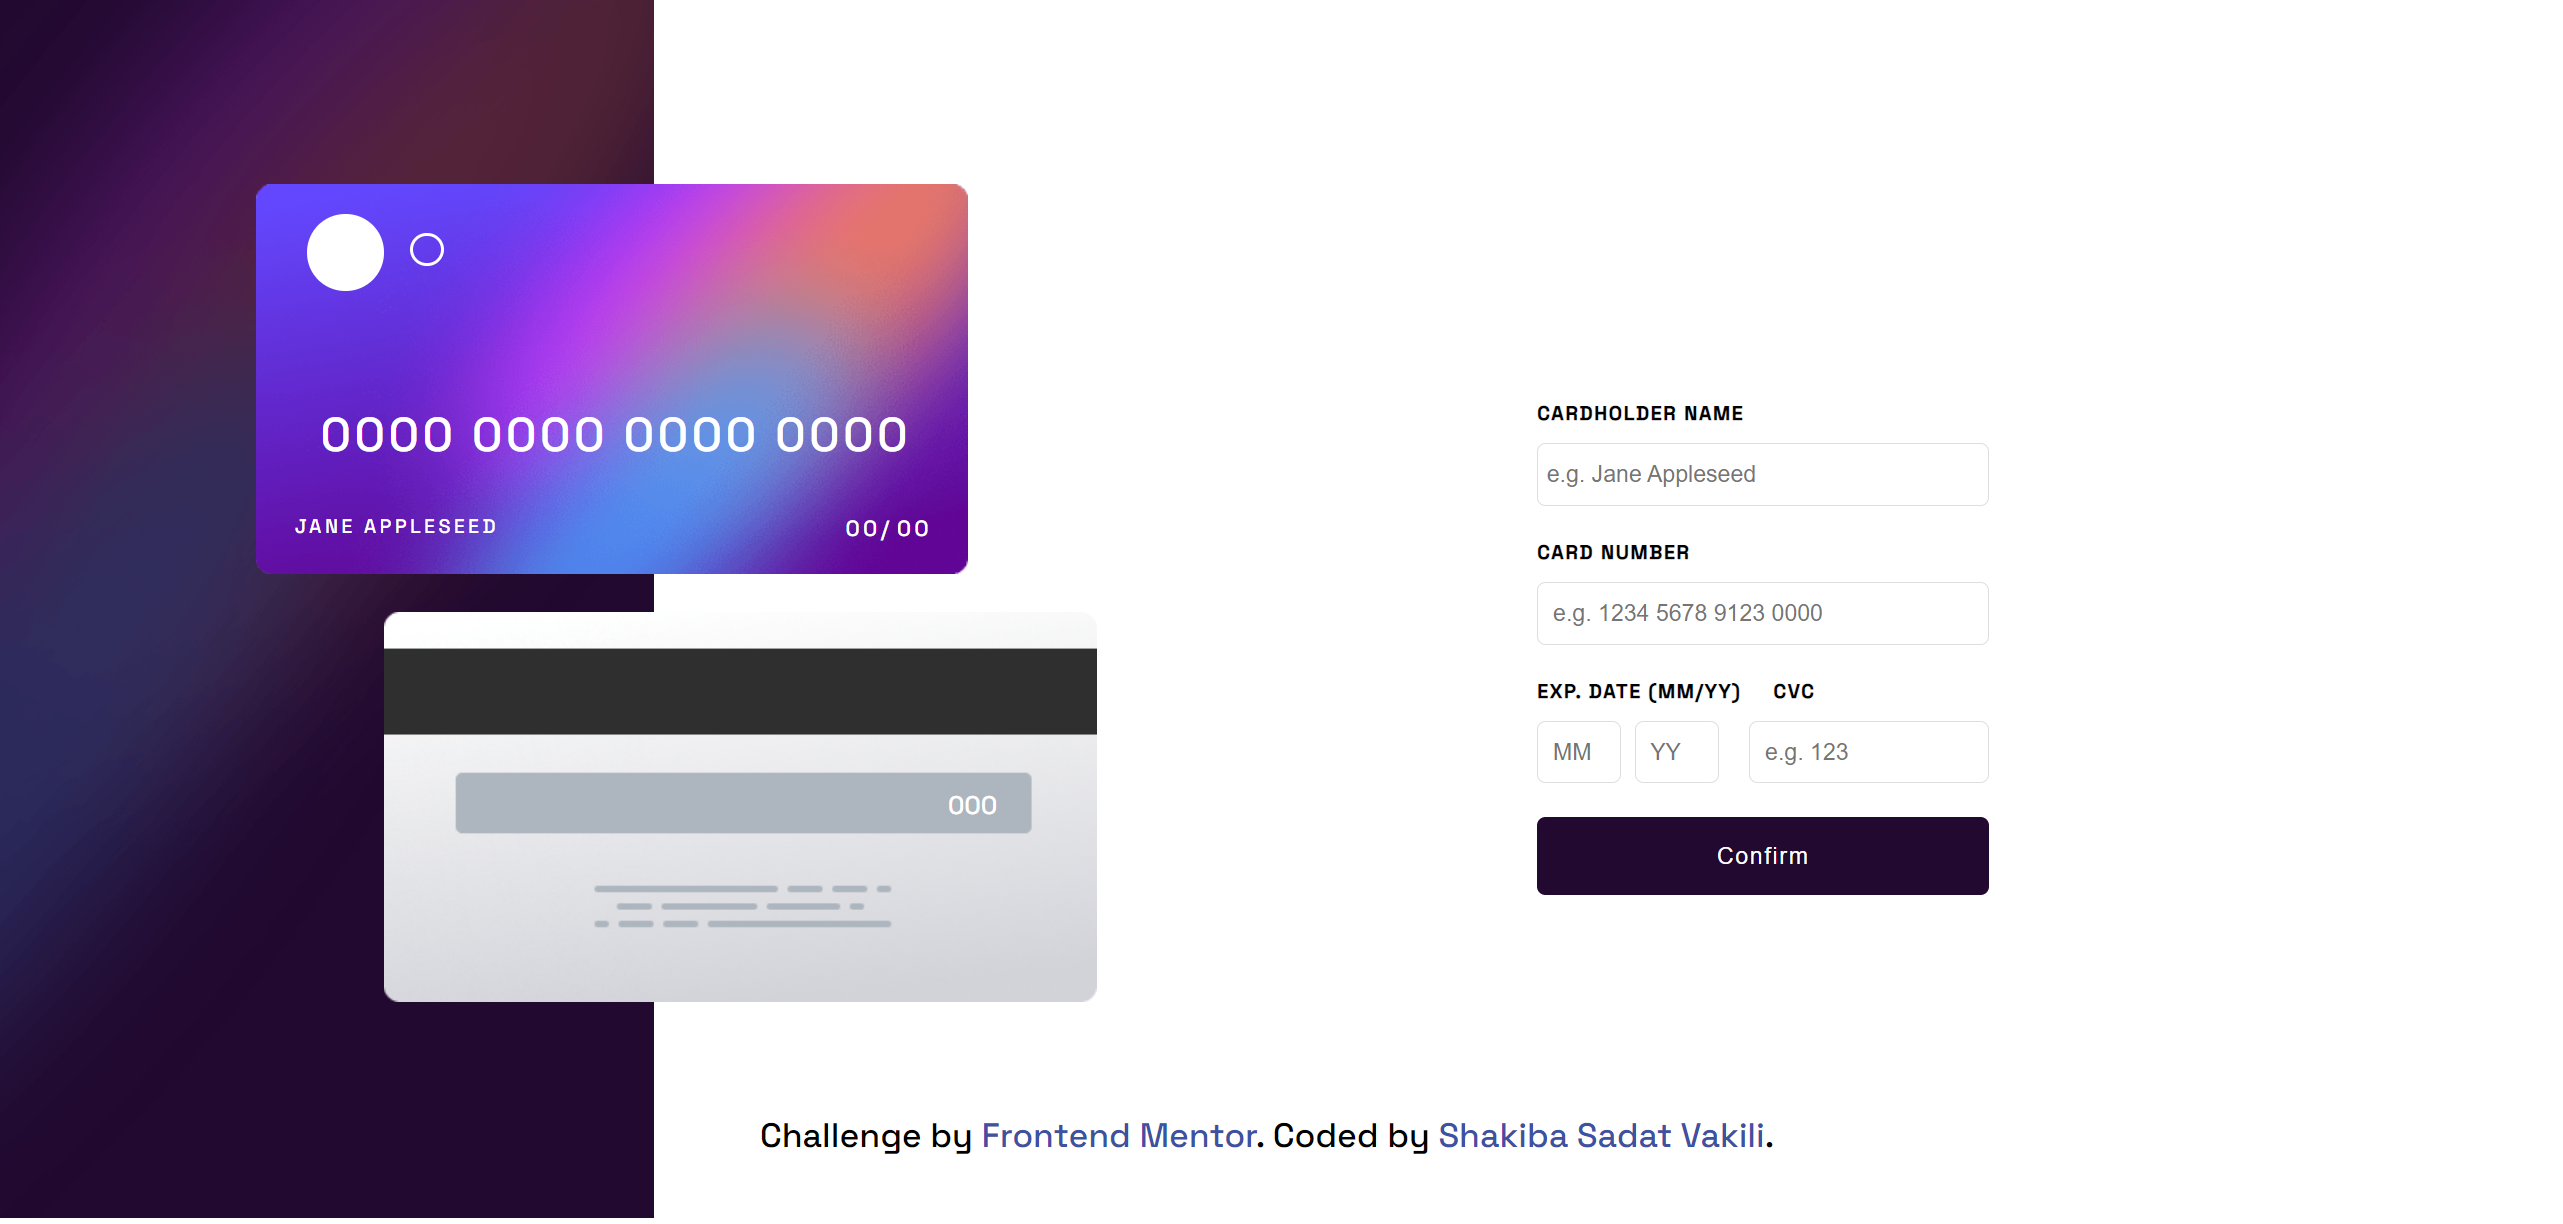 0000 0000 0000 0000
JANE APPLESEED 00/00
000
CARDHOLDER NAME
e.g. Jane Appleseed
CARD NUMBER
e.g. 1234 5678 9123 0000
EXP. DATE (MM/YY) CVC
MM YY e.g. 123
Confirm
Challenge by Frontend Mentor. Coded by Shakiba Sadat Vakili.